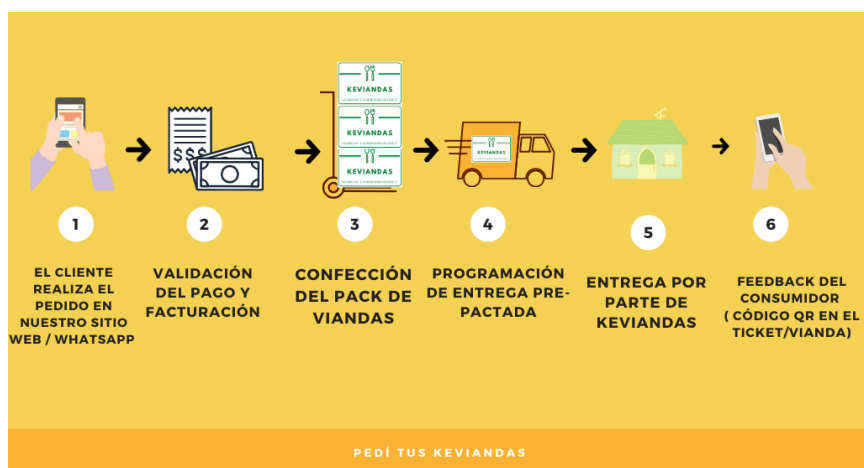 KEVIANDAS
KEVIANDAS
KEVIANDAS
$$$
KEVIANDAS
1
2
3
4
5
6
EL CLIENTE
REALIZA EL
PEDIDO EN
NUESTRO SITIO
WEB / WHATSAPP
VALIDACIÓN
DEL PAGO Y
FACTURACIÓN
CONFECCIÓN
DEL PACK DE
VIANDAS
PROGRAMACIÓN
DE ENTREGA PRE-
PACTADA
ENTREGA POR
PARTE DE
KEVIANDAS
FEEDBACK DEL
CONSUMIDOR
( CÓDIGO QR EN EL
TICKET/VIANDA)
PEDÍ TUS KEVIANDAS